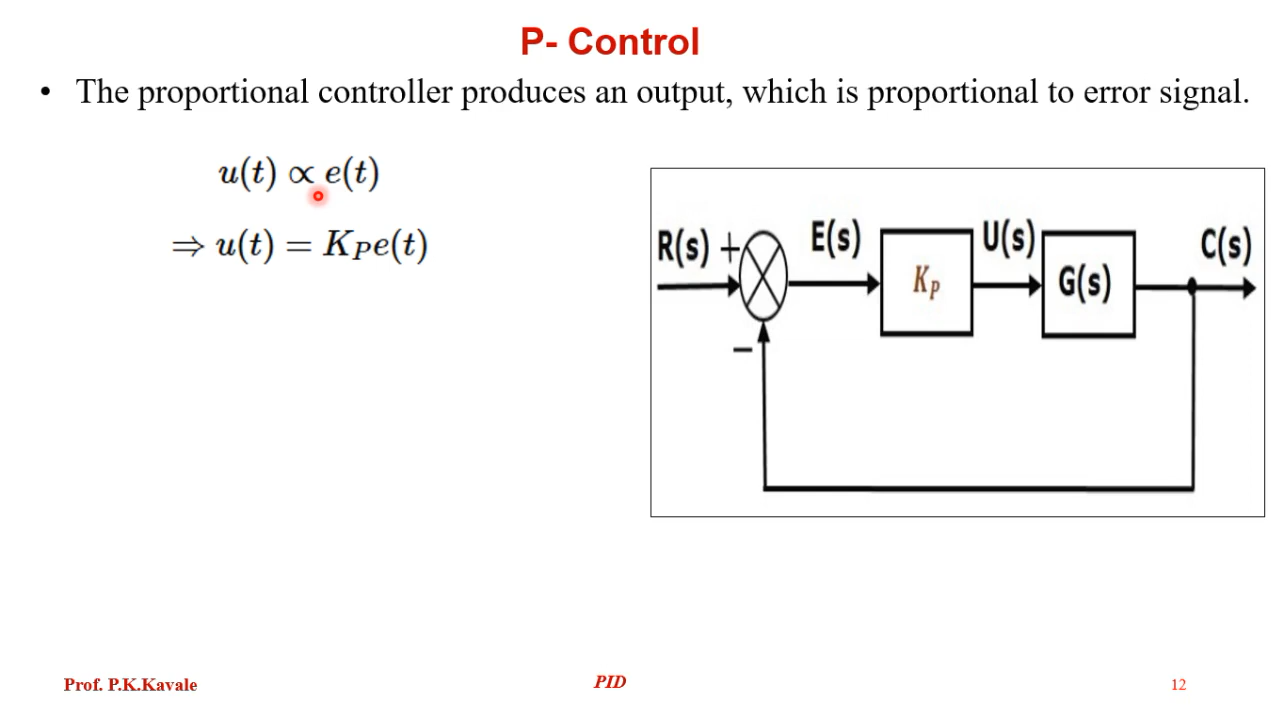 P- Control
• The proportional controller produces an output, which is proportional to error signal.
u(t) ∝ e(t)
⇒ u(t) = K_P e(t)
R(s) + E(s) K_P U(s) G(s) C(s)
−
Prof. P.K.Kavale PID 12